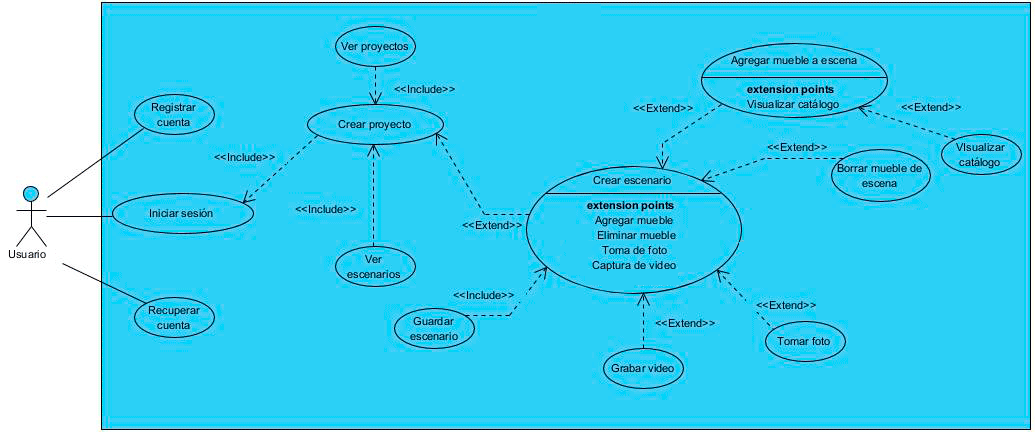 Ver proyectos
<<Include>>
Crear proyecto
Registrar
cuenta
<<Include>>
Iniciar sesión
Usuario
Recuperar
cuenta
<<Include>>
Ver
escenarios
<<Extend>>
Agregar mueble a escena
extension points
Visualizar catálogo
<<Extend>>
<<Extend>>
VIsualizar
catálogo
<<Extend>>
Borrar mueble de
escena
Crear escenario
extension points
Agregar mueble
Eliminar mueble
Toma de foto
Captura de video
<<Include>>
Guardar
escenario
<<Extend>>
Grabar video
<<Extend>>
Tomar foto